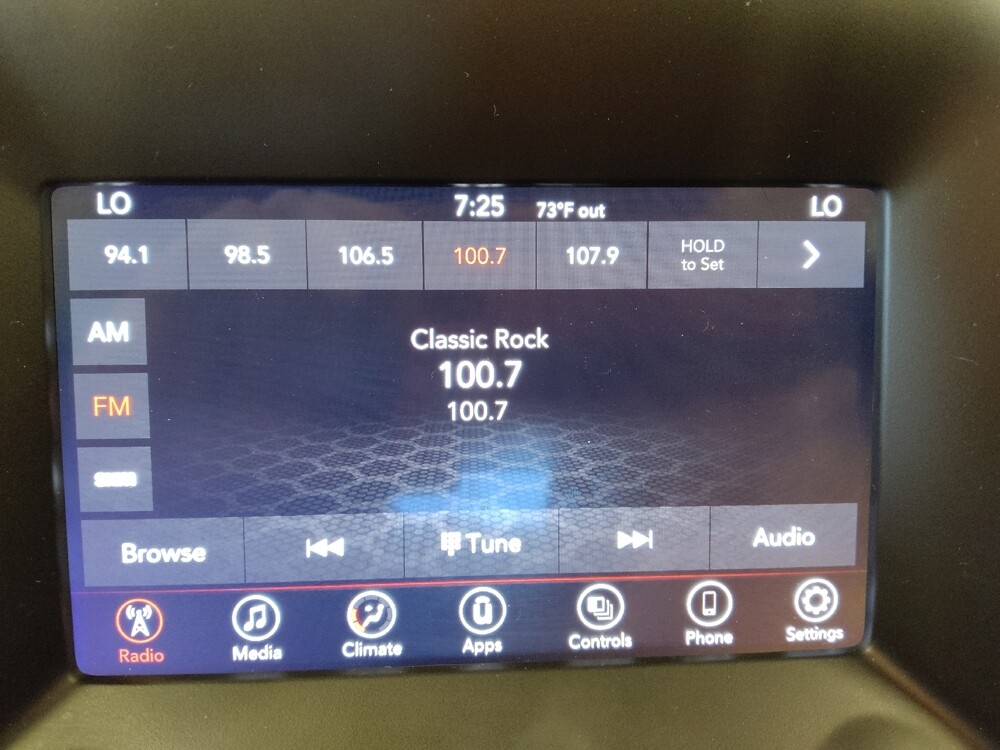 LO 7:25 73°F out LO
94.1 98.5 106.5 100.7 107.9 HOLD
to Set
AM
Classic Rock
100.7
FM
100.7
Browse Tune Audio
Radio Media Climate Apps Controls Phone Settings